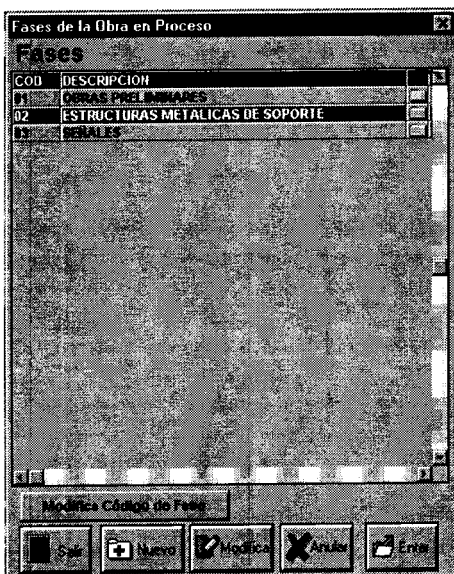 Fases de la Obra en Proceso
Fases
COD DESCRIPCION
01 OBRAS PRELIMINARES
02 ESTRUCTURAS METALICAS DE SOPORTE
03 SEÑALES
Modifica Código de Fase
Salir Nuevo Modifica Anular Entar